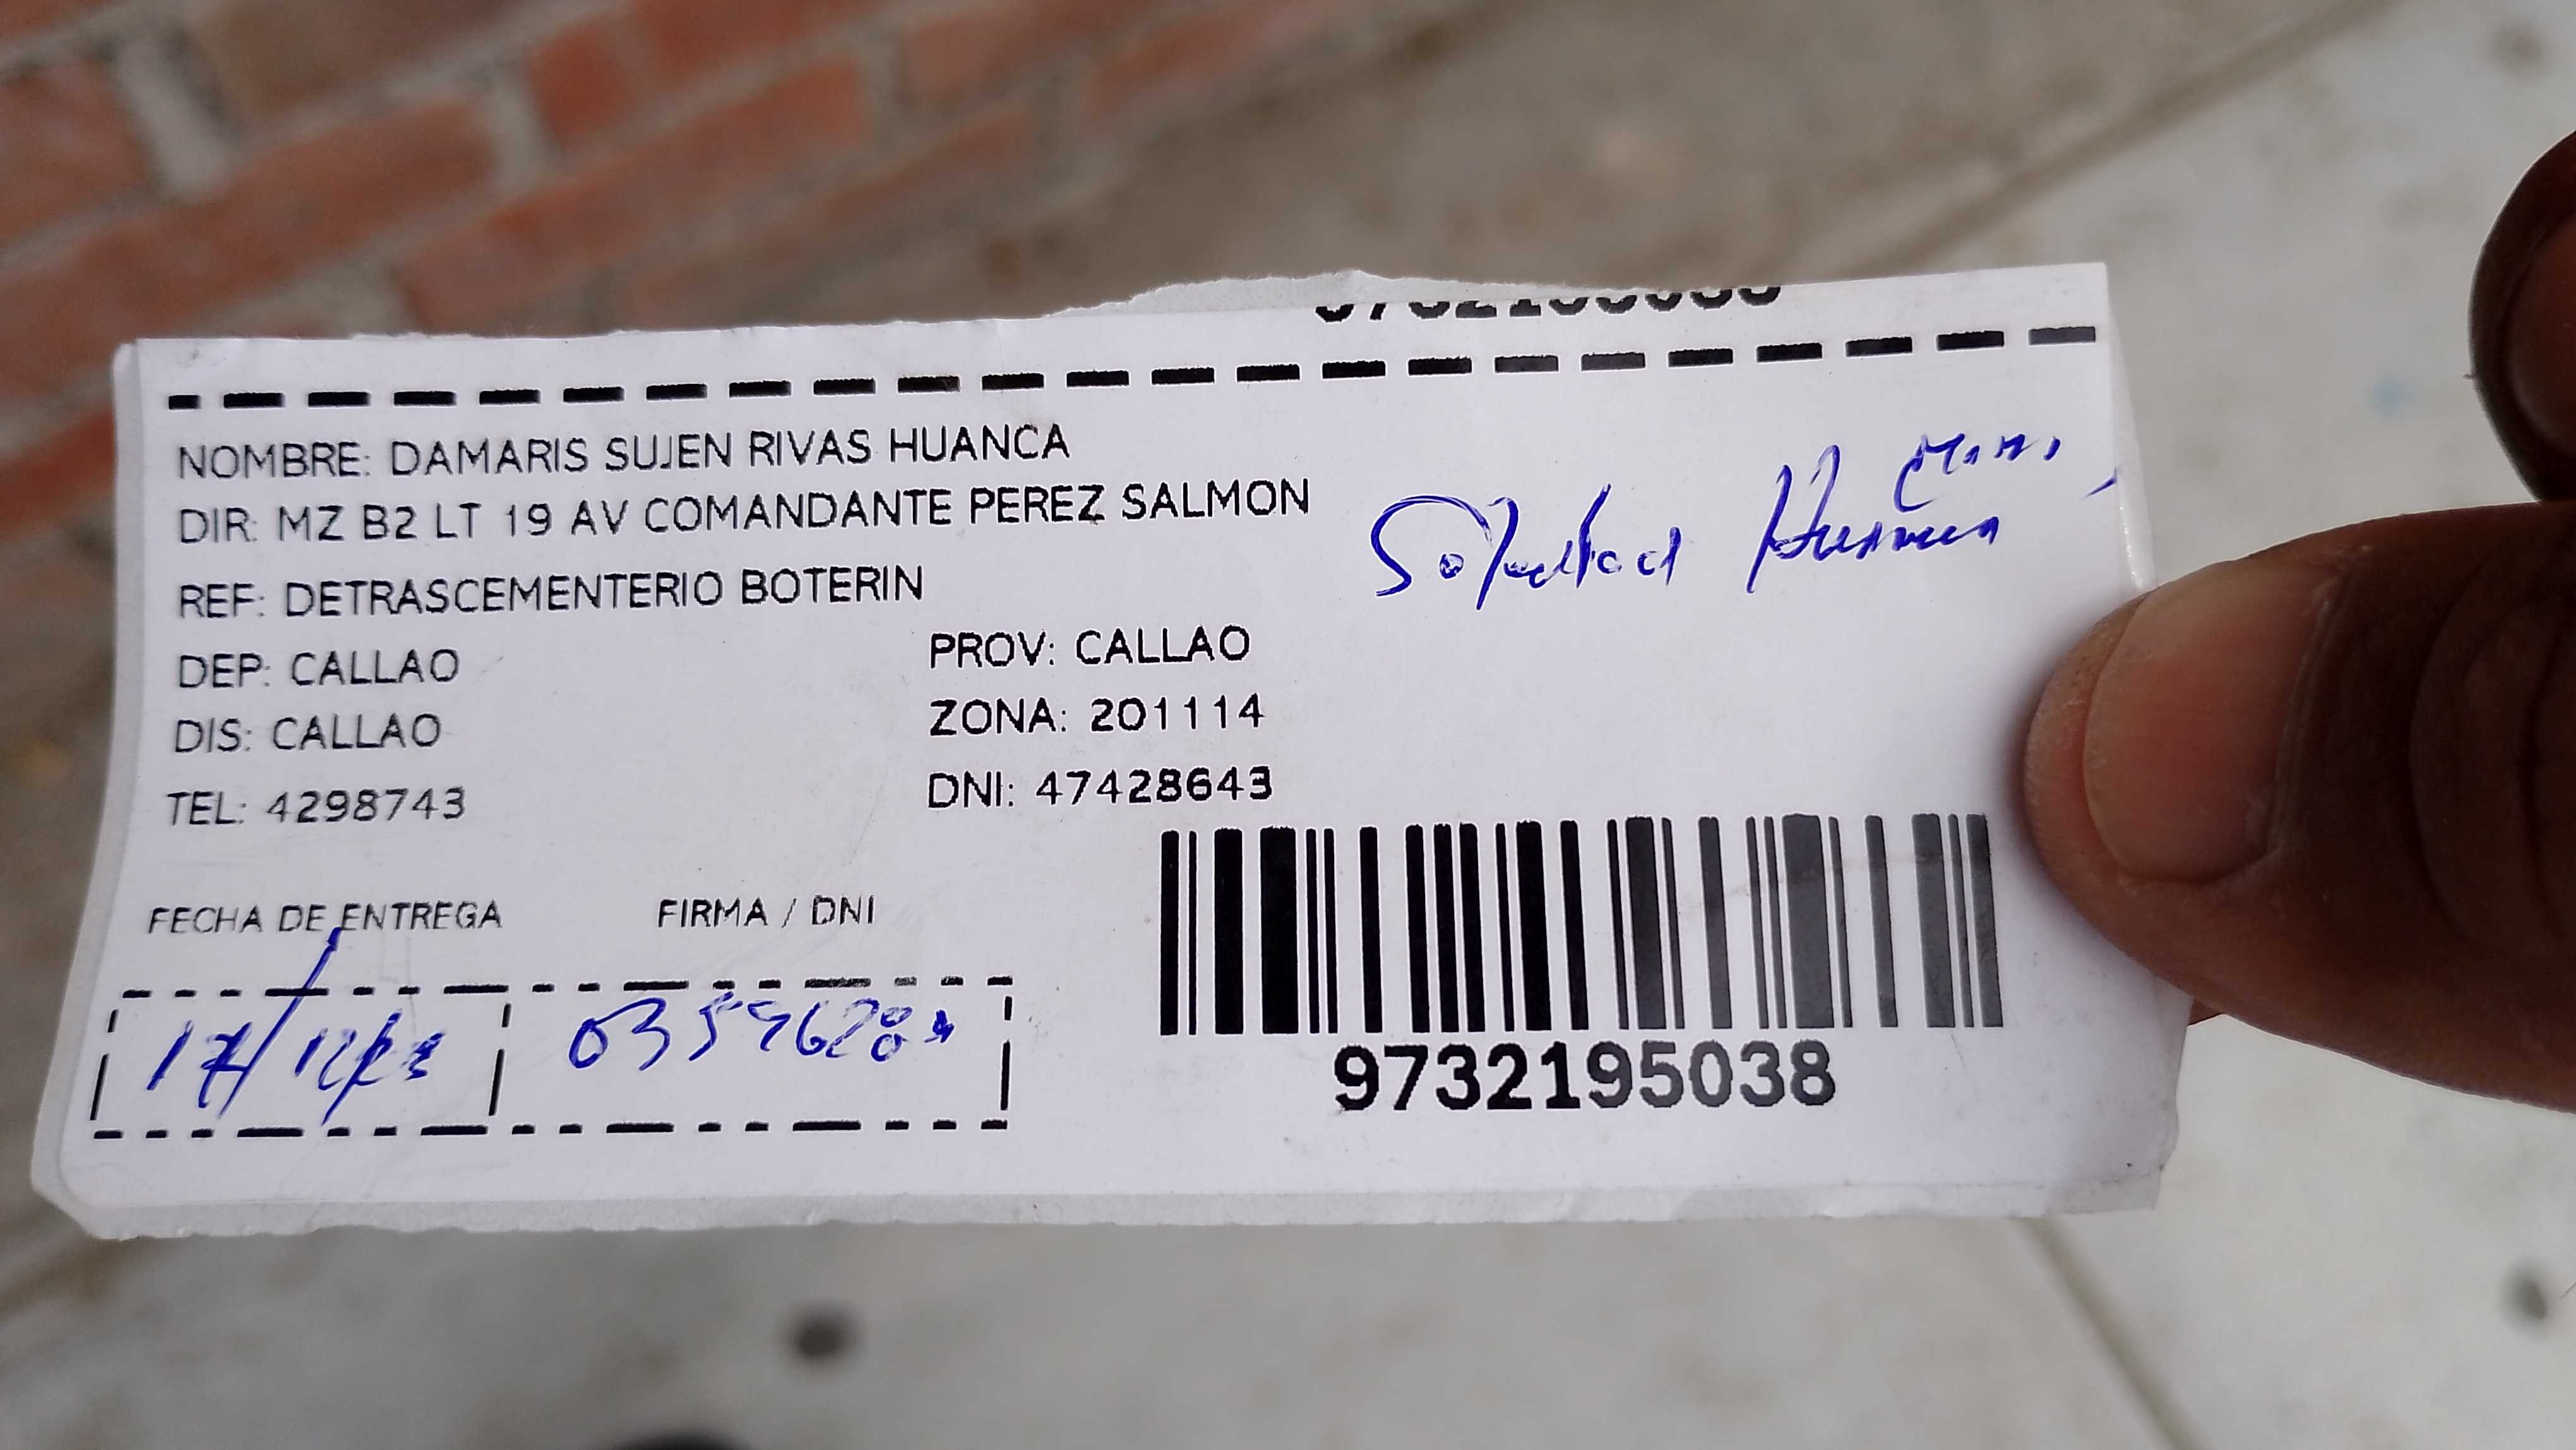 NOMBRE: DAMARIS SUJEN RIVAS HUANCA
DIR: MZ B2 LT 19 AV COMANDANTE PEREZ SALMON
REF: DETRASCEMENTERIO BOTERIN
DEP: CALLAO PROV: CALLAO
DIS: CALLAO ZONA: 201114
TEL: 4298743 DNI: 47428643
FECHA DE ENTREGA FIRMA / DNI
9732195038